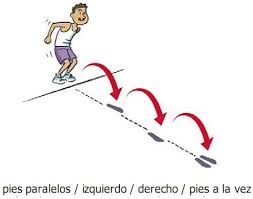 pies paralelos / izquierdo / derecho / pies a la vez